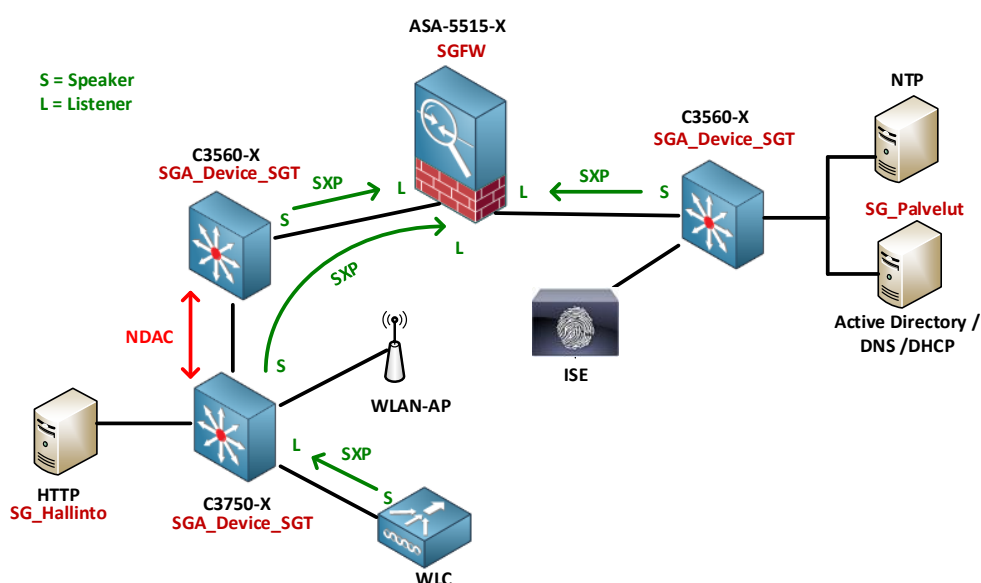 ASA-5515-X
SGFW
S = Speaker
L = Listener
NTP
C3560-X
SGA_Device_SGT
C3560-X
SGA_Device_SGT
SXP
L
L
SXP
S
S
SG_Palvelut
L
SXP
NDAC
Active Directory /
DNS /DHCP
ISE
S
WLAN-AP
L
SXP
S
HTTP
SG_Hallinto
C3750-X
SGA_Device_SGT
WLC